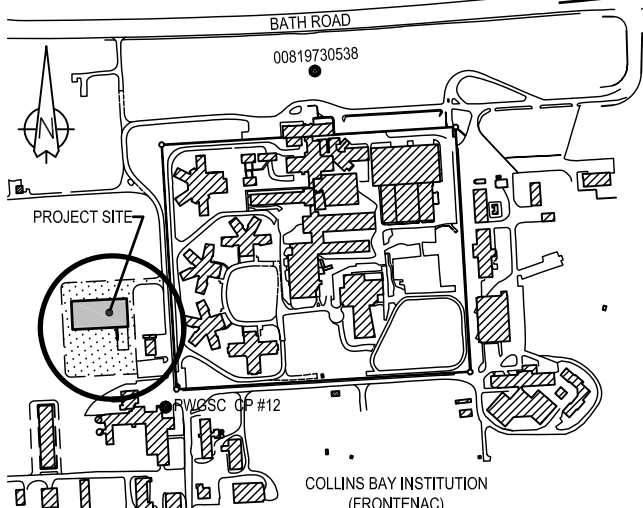 BATH ROAD
00819730538
N
PROJECT SITE
PWGSC CP #12
COLLINS BAY INSTITUTION
(FRONTENAC)